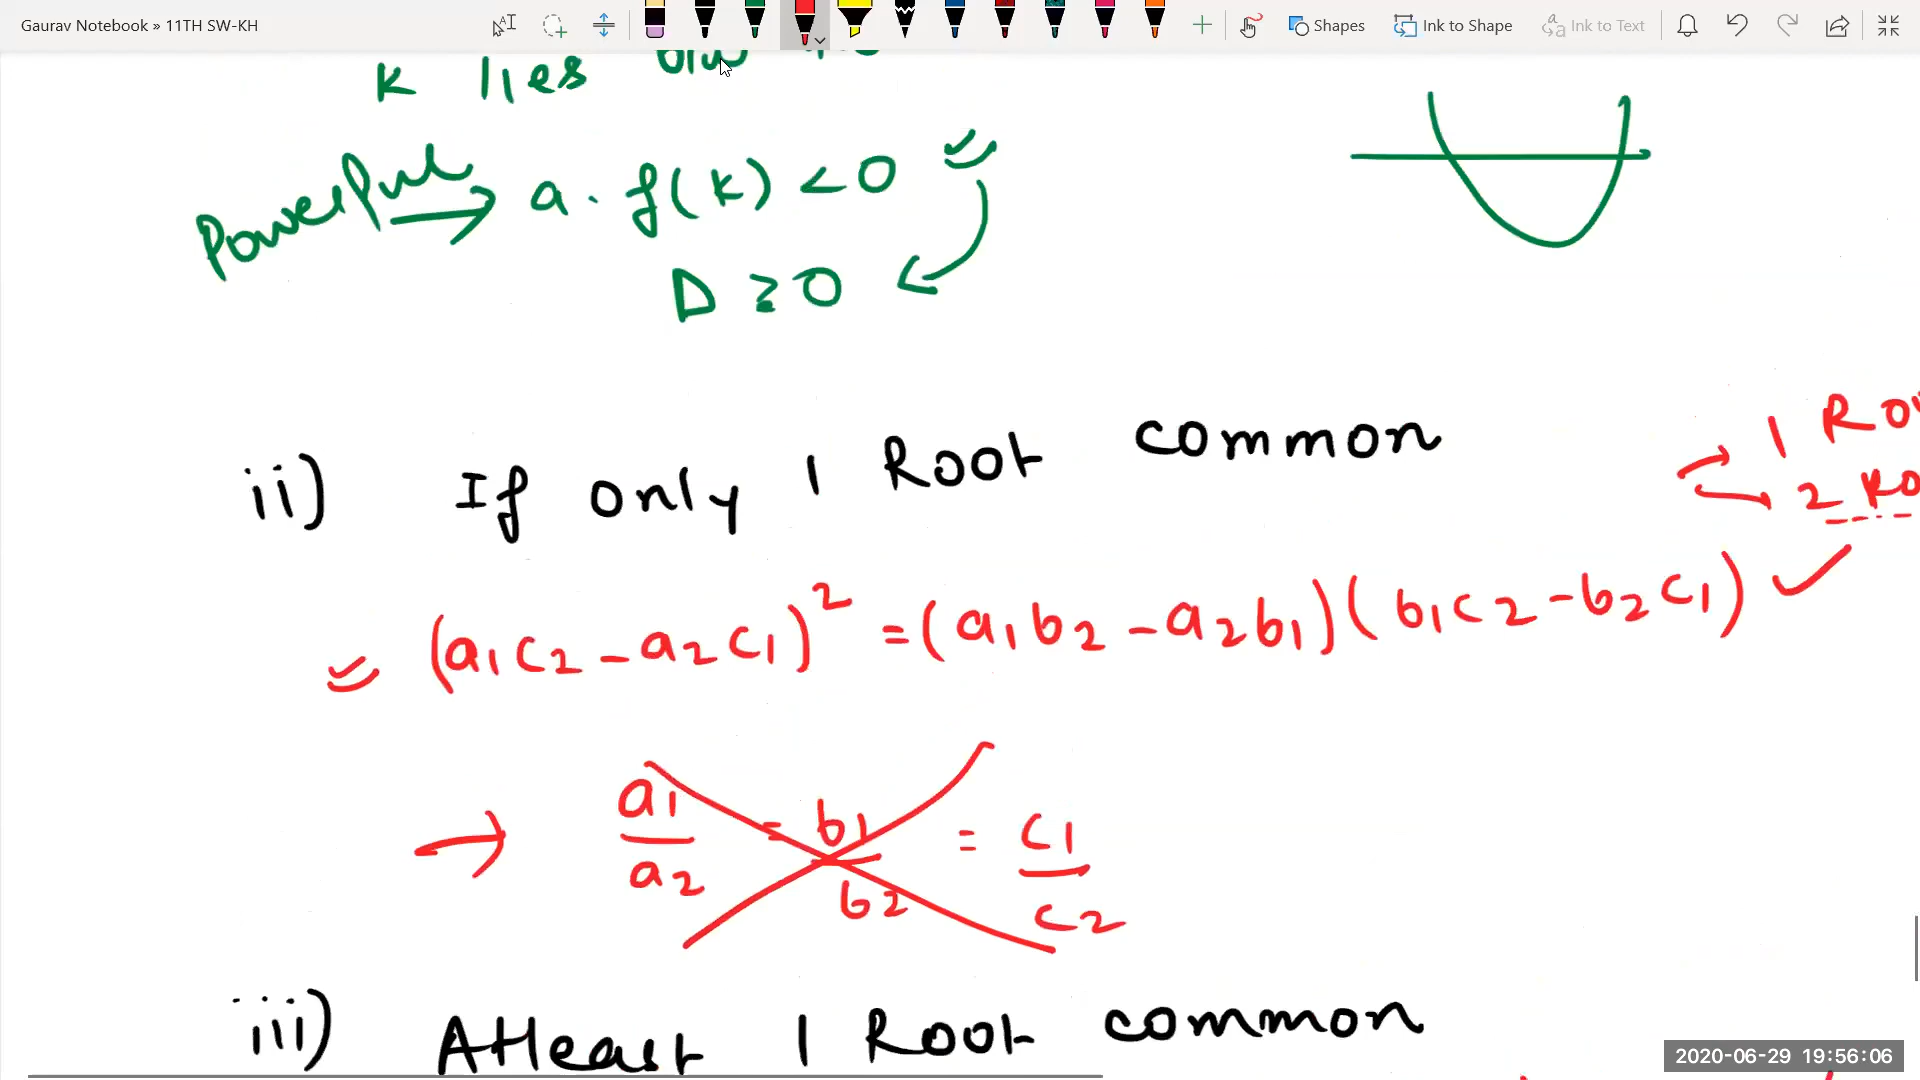 Gaurav Notebook » 11TH SW-KH
Shapes
Ink to Shape
Ink to Text
K lies
Powerful → a . f(k) < 0
D ≥ 0
ii) If only 1 Root common
→ 1
→ 2
(a1c2 - a2c1)² = (a1b2 - a2b1)(b1c2 - b2c1) ✓
→ a1/a2 = b1/b2 = c1/c2
iii) Atleast 1 Root common
2020-06-29 19:56:06